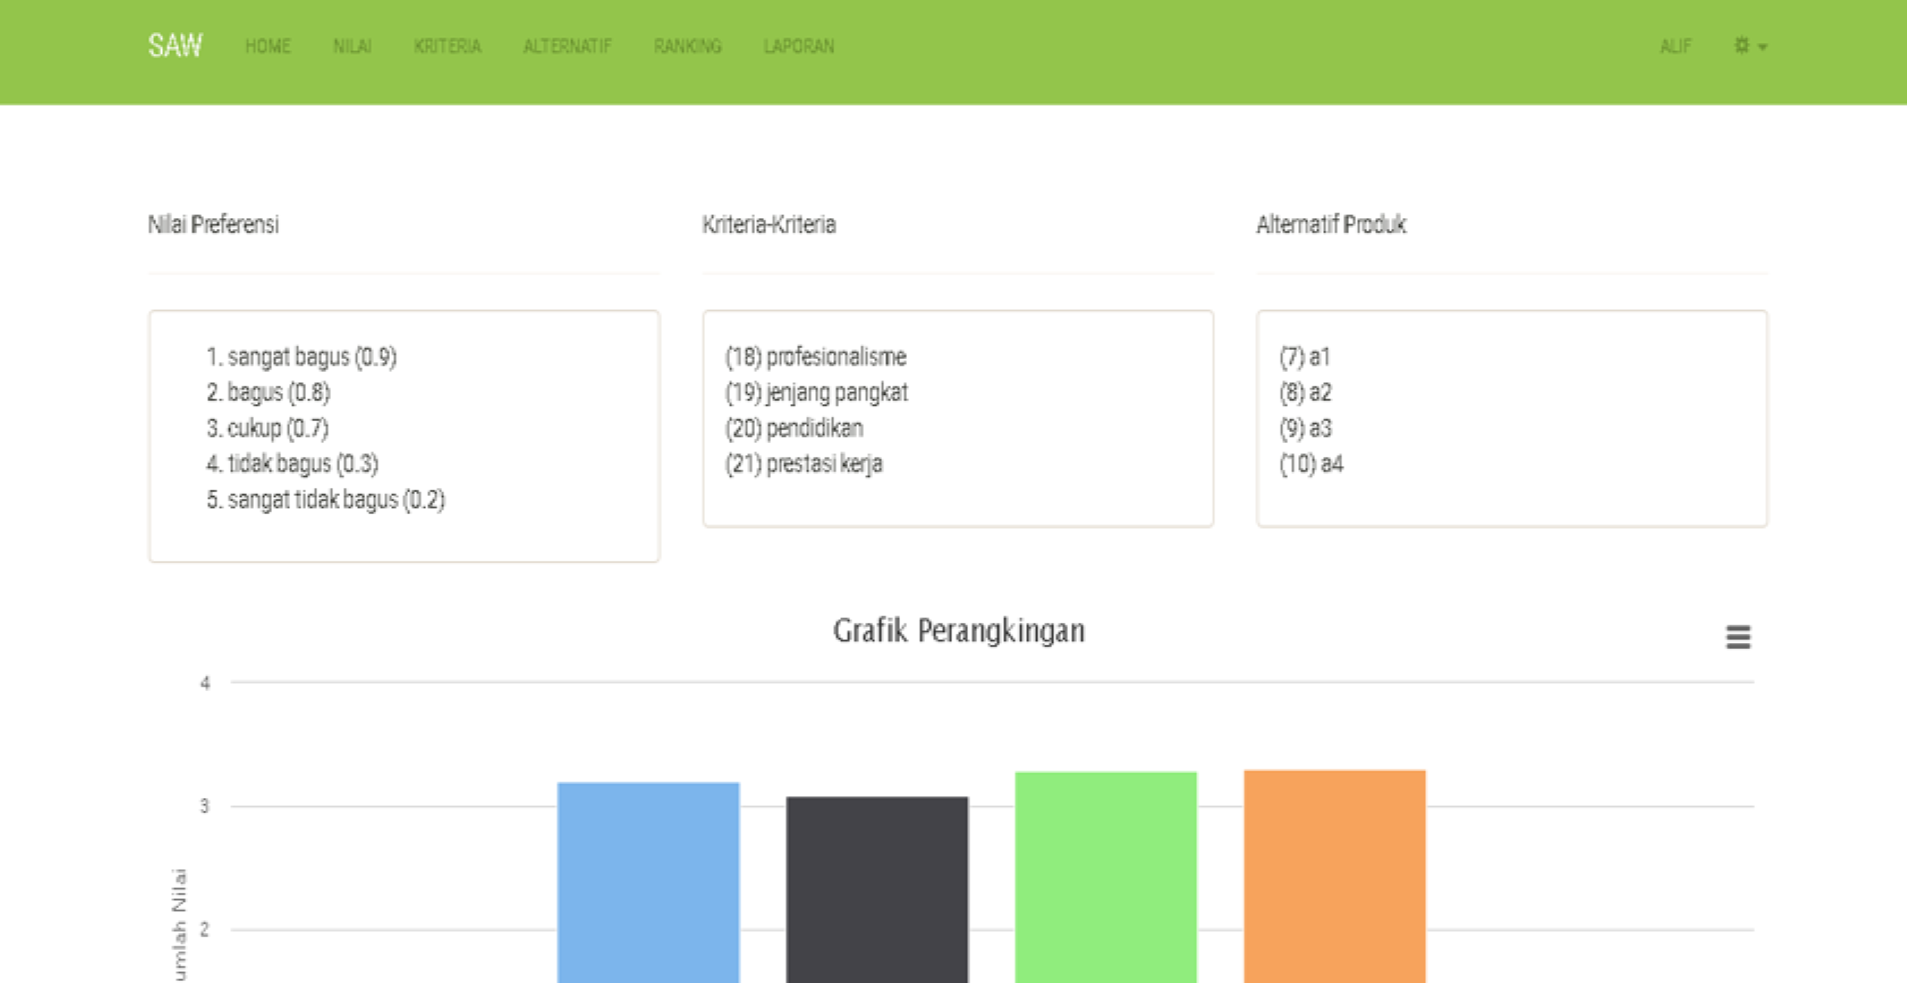 SAW HOME NILAI KRITERIA ALTERNATIF RANKING LAPORAN ALIF
Nilai Preferensi
1. sangat bagus (0.9)
2. bagus (0.8)
3. cukup (0.7)
4. tidak bagus (0.3)
5. sangat tidak bagus (0.2)
Kriteria-Kriteria
(18) profesionalisme
(19) jenjang pangkat
(20) pendidikan
(21) prestasi kerja
Alternatif Produk
(7) a1
(8) a2
(9) a3
(10) a4
Grafik Perangkingan
4
3
2
umlah Nilai